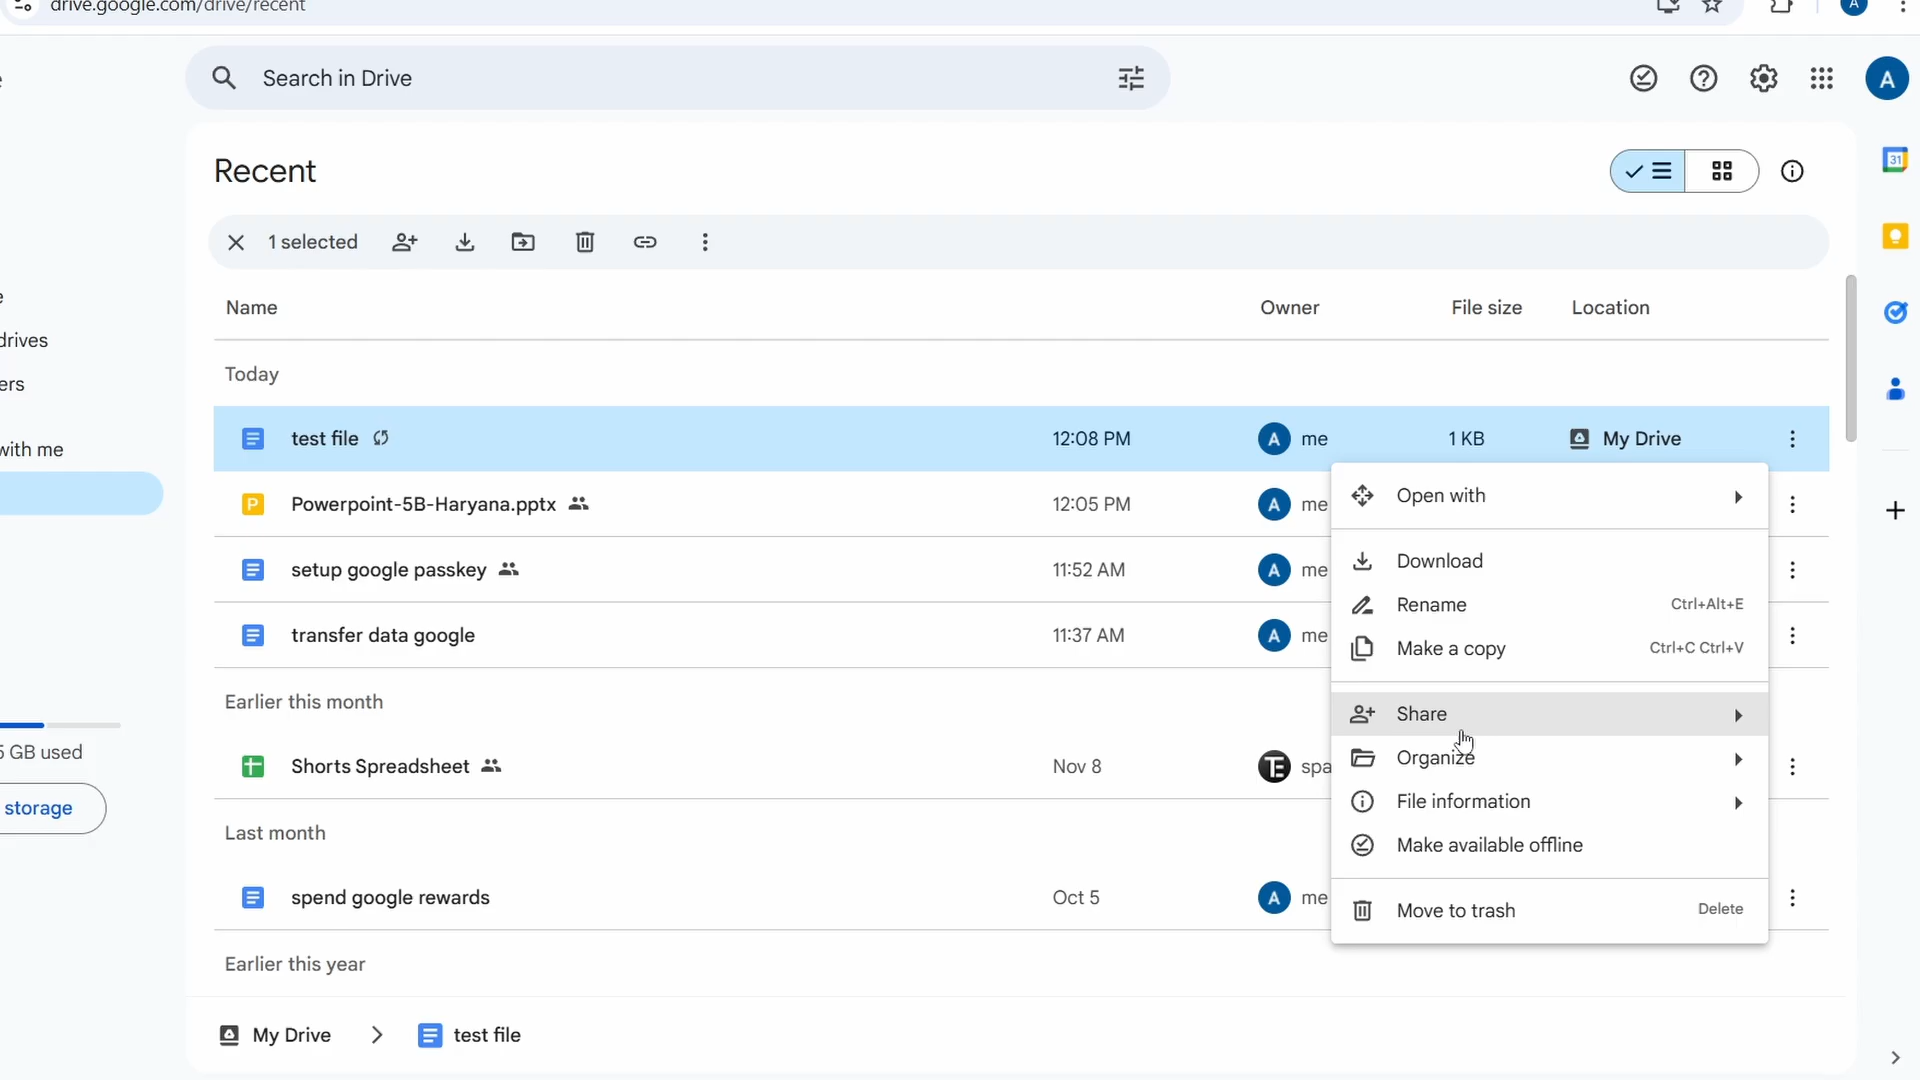 drive.google.com/drive/recent
A
Search in Drive
A
Recent
31
1 selected
Name Owner File size Location
drives
ers
Today
with me
test file 12:08 PM A me 1 KB My Drive
Powerpoint-5B-Haryana.pptx 12:05 PM A me
Open with
setup google passkey 11:52 AM A me
Download
Rename Ctrl+Alt+E
transfer data google 11:37 AM A me
Make a copy Ctrl+C Ctrl+V
Earlier this month
Share
5 GB used
Organize
Shorts Spreadsheet Nov 8 TE spa
storage
File information
Last month
Make available offline
spend google rewards Oct 5 A me
Move to trash Delete
Earlier this year
My Drive > test file